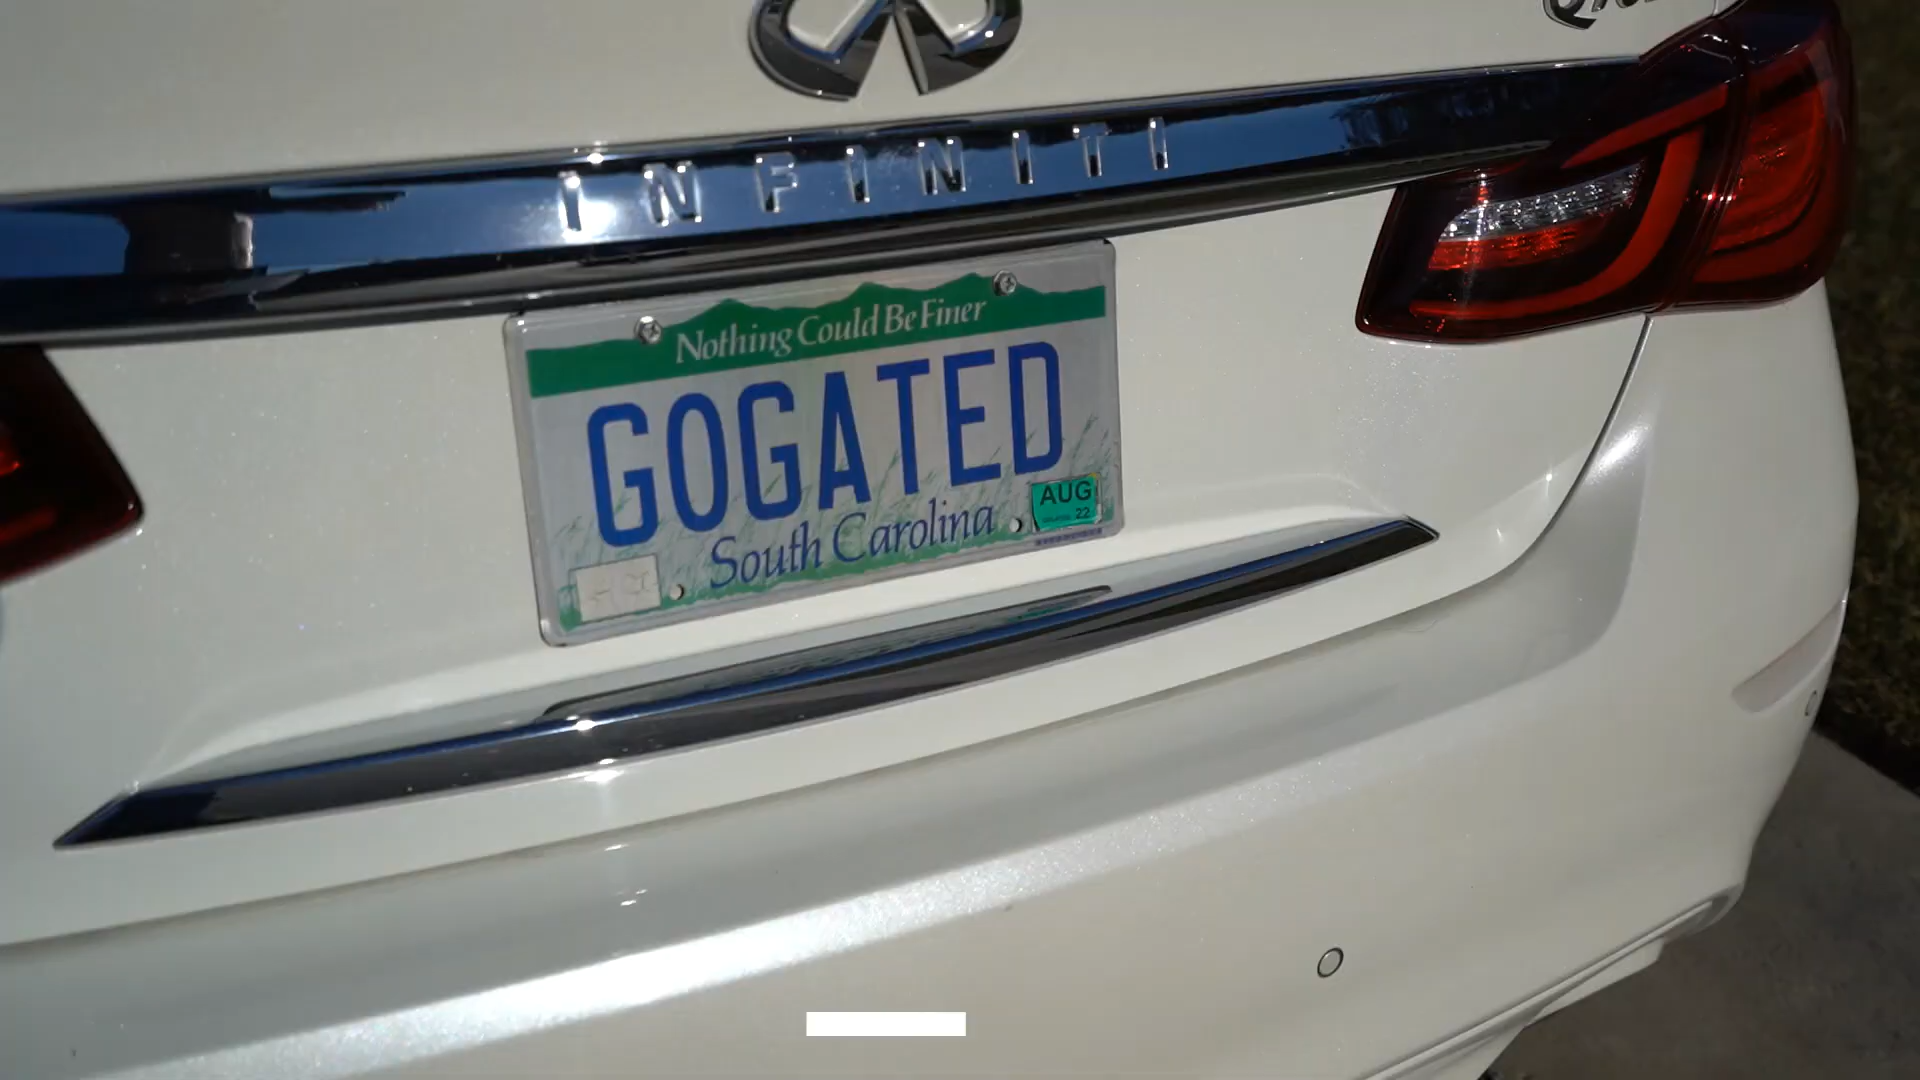 INFINITI
Nothing Could Be Finer
GOGATED
South Carolina
AUG
22